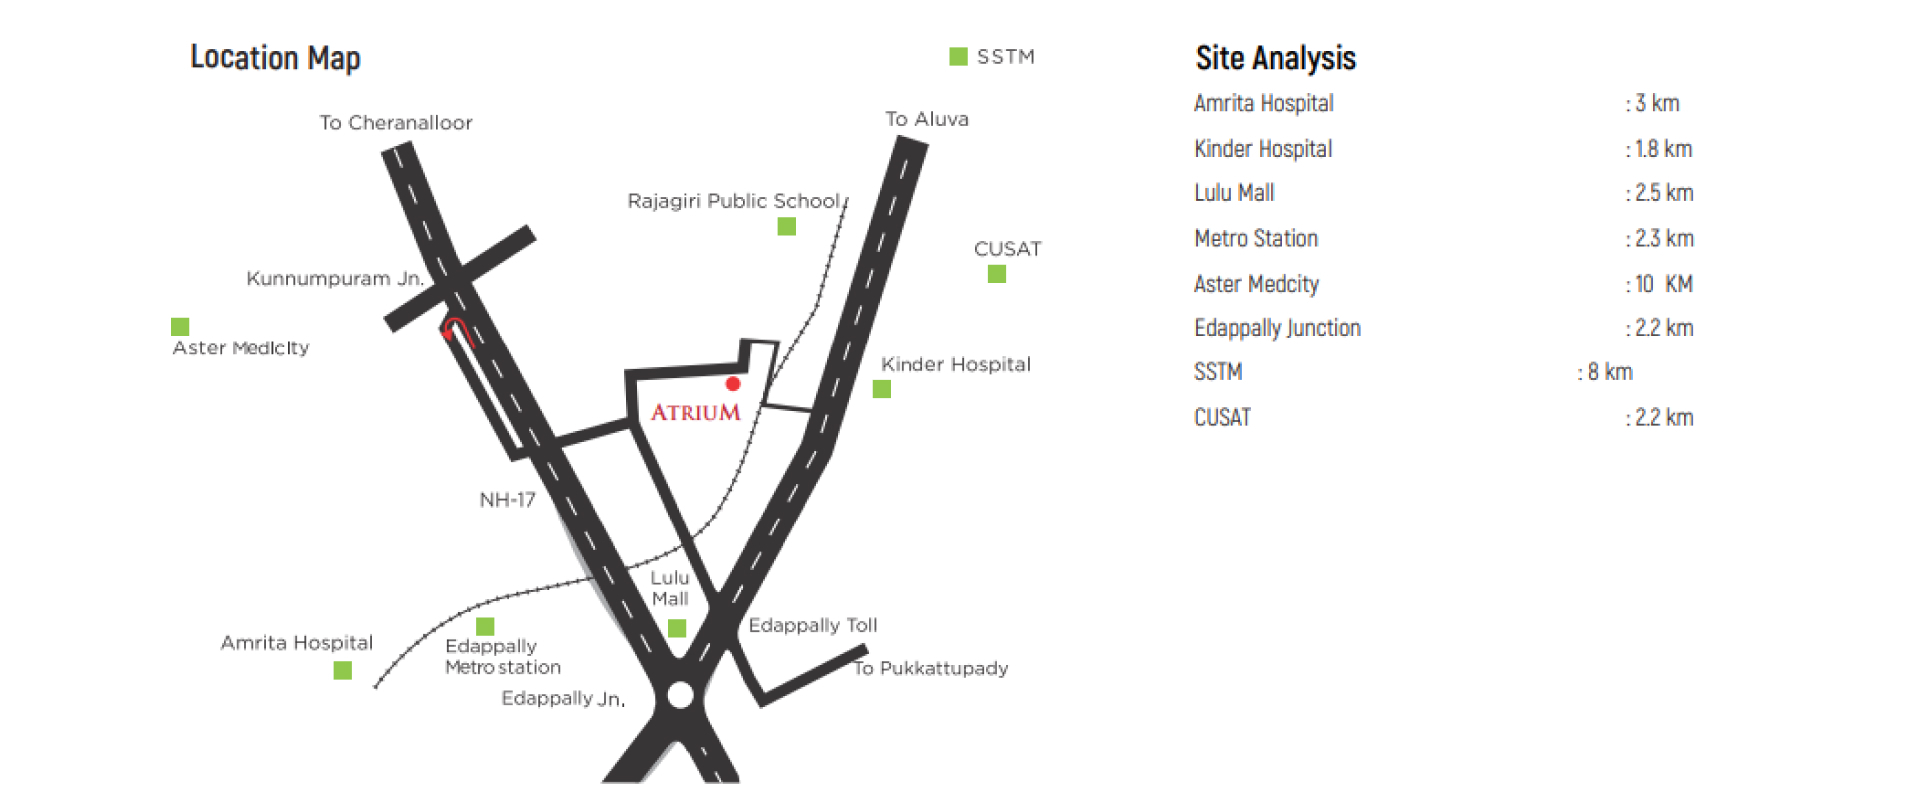 Location Map
SSTM
To Cheranalloor
To Aluva
Rajagiri Public School
CUSAT
Kunnumpuram Jn.
Aster Medicity
Kinder Hospital
ATRIUM
NH-17
Lulu
Mall
Edappally Toll
Amrita Hospital
Edappally
Metro station
To Pukkattupady
Edappally Jn.
Site Analysis
Amrita Hospital : 3 km
Kinder Hospital : 1.8 km
Lulu Mall : 2.5 km
Metro Station : 2.3 km
Aster Medcity : 10 KM
Edappally Junction : 2.2 km
SSTM : 8 km
CUSAT : 2.2 km